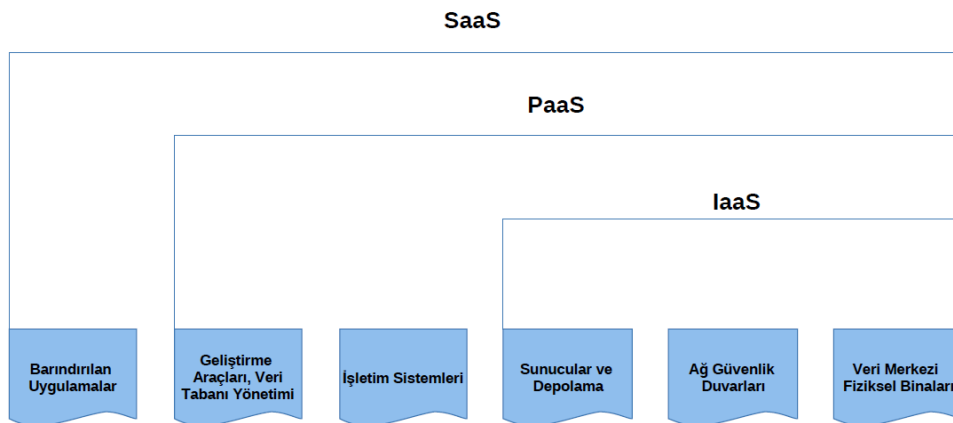 SaaS
PaaS
IaaS
Barındırılan
Uygulamalar
Geliştirme
Araçları, Veri
Tabanı Yönetimi
İşletim Sistemleri
Sunucular ve
Depolama
Ağ Güvenlik
Duvarları
Veri Merkezi
Fiziksel Binaları